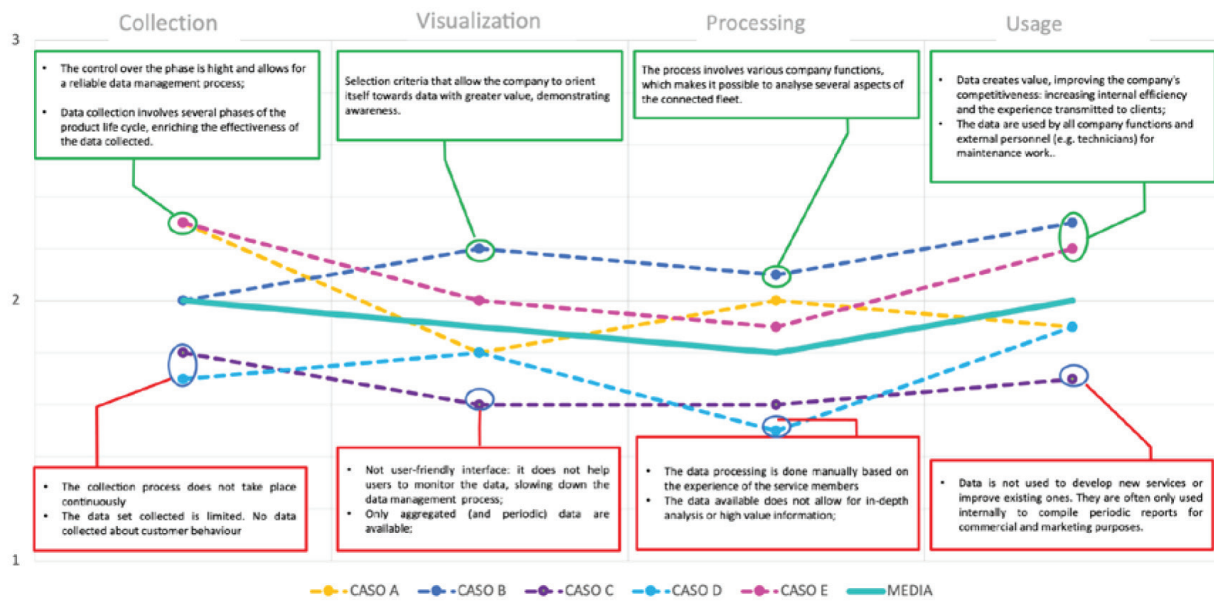 Collection
Visualization
Processing
Usage
3
• The control over the phase is hight and allows for
a reliable data management process;
• Data collection involves several phases of the
product life cycle, enriching the effectiveness of
the data collected.
Selection criteria that allow the company to orient
itself towards data with greater value, demonstrating
awareness.
The process involves various company functions,
which makes it possible to analyse several aspects
of the connected fleet.
• Data creates value, improving the company's
competitiveness: increasing internal efficiency
and the experience transmitted to clients;
• The data are used by all company functions and
external personnel (e.g. technicians) for
maintenance work..
2
• The collection process does not take place
continuously
• The data set collected is limited. No data
collected about customer behaviour
• Not user-friendly interface: it does not help
users to monitor the data, slowing down the
data management process;
• Only aggregated (and periodic) data are
available;
• The data processing is done manually based on
the experience of the service members
• The data available does not allow for in-depth
analysis or high value information;
• Data is not used to develop new services or
improve existing ones. They are often only used
internally to compile periodic reports for
commercial and marketing purposes.
1
CASO A
CASO B
CASO C
CASO D
CASO E
MEDIA